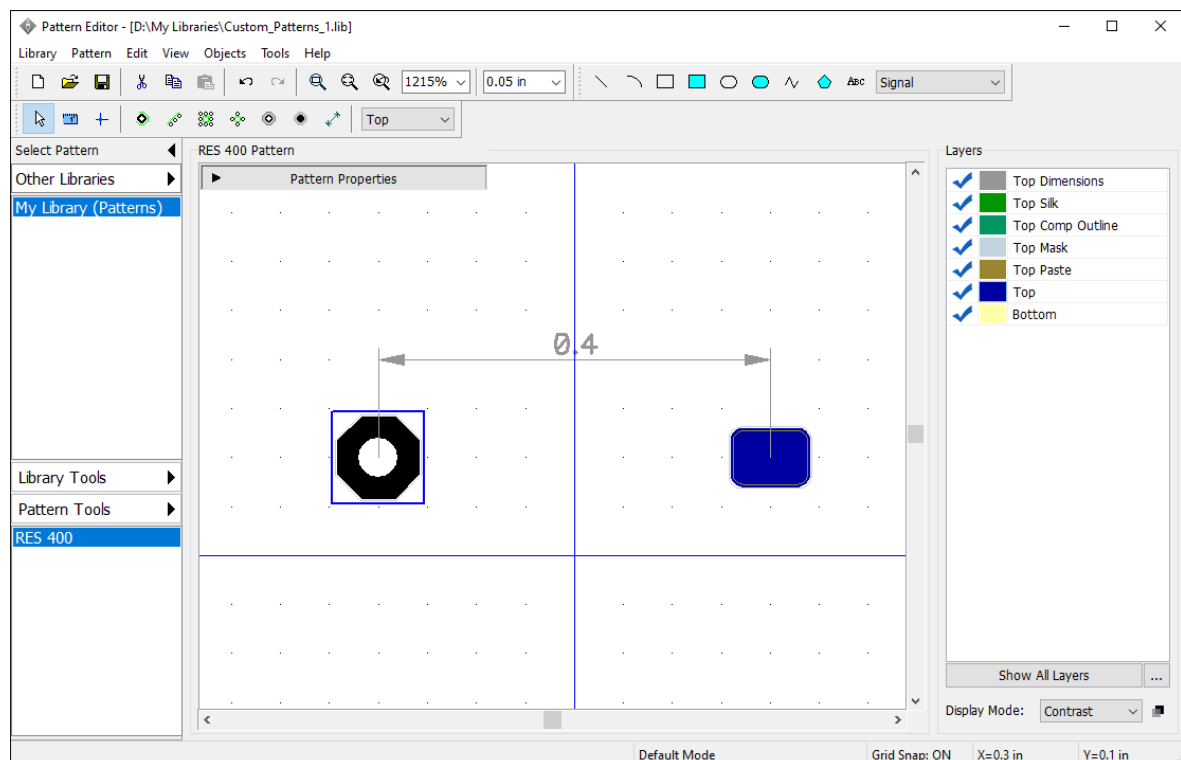 Pattern Editor - [D:\My Libraries\Custom_Patterns_1.lib]
Library Pattern Edit View Objects Tools Help
1215% 0.05 in ABC Signal
Top
Select Pattern
Other Libraries
My Library (Patterns)
Library Tools
Pattern Tools
RES 400
RES 400 Pattern
Pattern Properties
0.4
Layers
Top Dimensions
Top Silk
Top Comp Outline
Top Mask
Top Paste
Top
Bottom
Show All Layers ...
Display Mode: Contrast
Default Mode Grid Snap: ON X=0.3 in Y=0.1 in